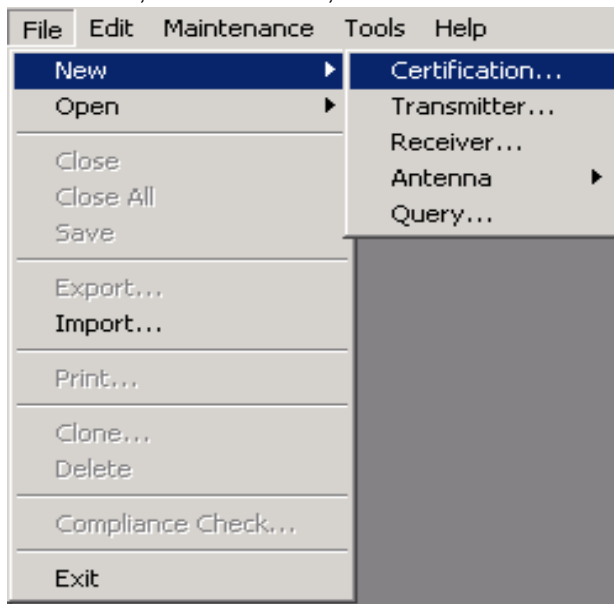 File Edit Maintenance Tools Help
New
Open
Close
Close All
Save
Export...
Import...
Print...
Clone...
Delete
Compliance Check...
Exit
Certification...
Transmitter...
Receiver...
Antenna
Query...